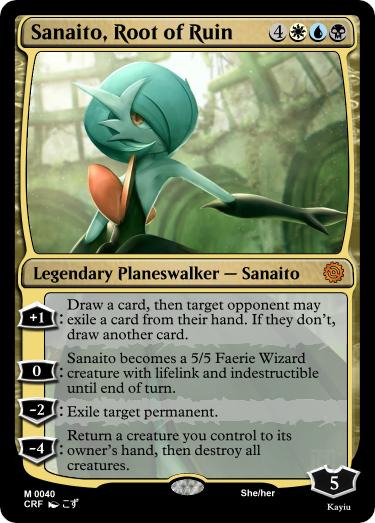 Sanaito, Root of Ruin 4
Legendary Planeswalker — Sanaito
+1: Draw a card, then target opponent may
exile a card from their hand. If they don't,
draw another card.
0: Sanaito becomes a 5/5 Faerie Wizard
creature with lifelink and indestructible
until end of turn.
-2: Exile target permanent.
-4: Return a creature you control to its
owner's hand, then destroy all
creatures.
5
M 0040
CRF こず
She/her
Kayiu